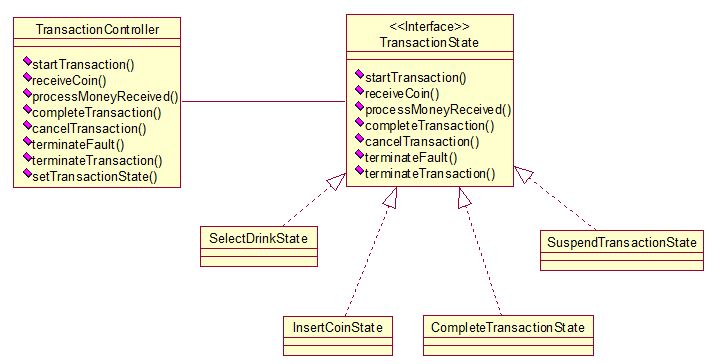 TransactionController
startTransaction()
receiveCoin()
processMoneyReceived()
completeTransaction()
cancelTransaction()
terminateFault()
terminateTransaction()
setTransactionState()
<<Interface>>
TransactionState
startTransaction()
receiveCoin()
processMoneyReceived()
completeTransaction()
cancelTransaction()
terminateFault()
terminateTransaction()
SelectDrinkState
SuspendTransactionState
InsertCoinState
CompleteTransactionState